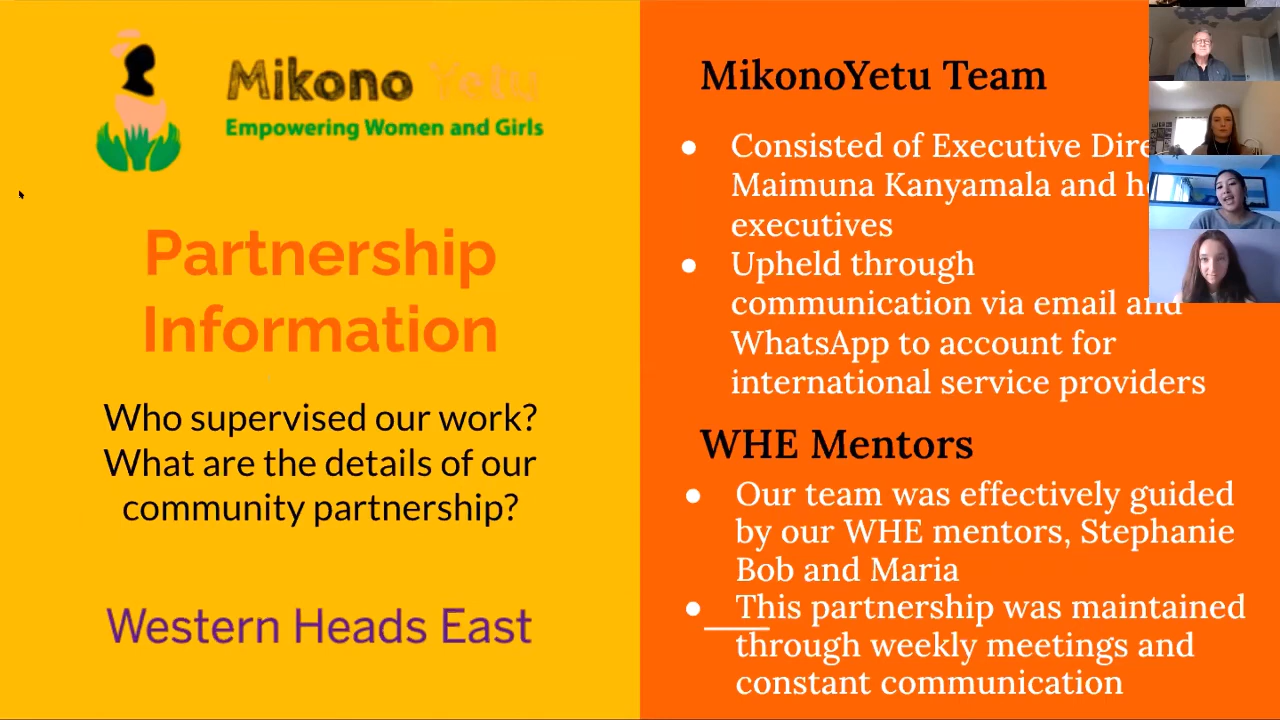 Mikono Yetu
Empowering Women and Girls
Partnership
Information
Who supervised our work?
What are the details of our
community partnership?
Western Heads East
MikonoYetu Team
● Consisted of Executive Dire
Maimuna Kanyamala and he
executives
● Upheld through
communication via email and
WhatsApp to account for
international service providers
WHE Mentors
● Our team was effectively guided
by our WHE mentors, Stephanie
Bob and Maria
● This partnership was maintained
through weekly meetings and
constant communication